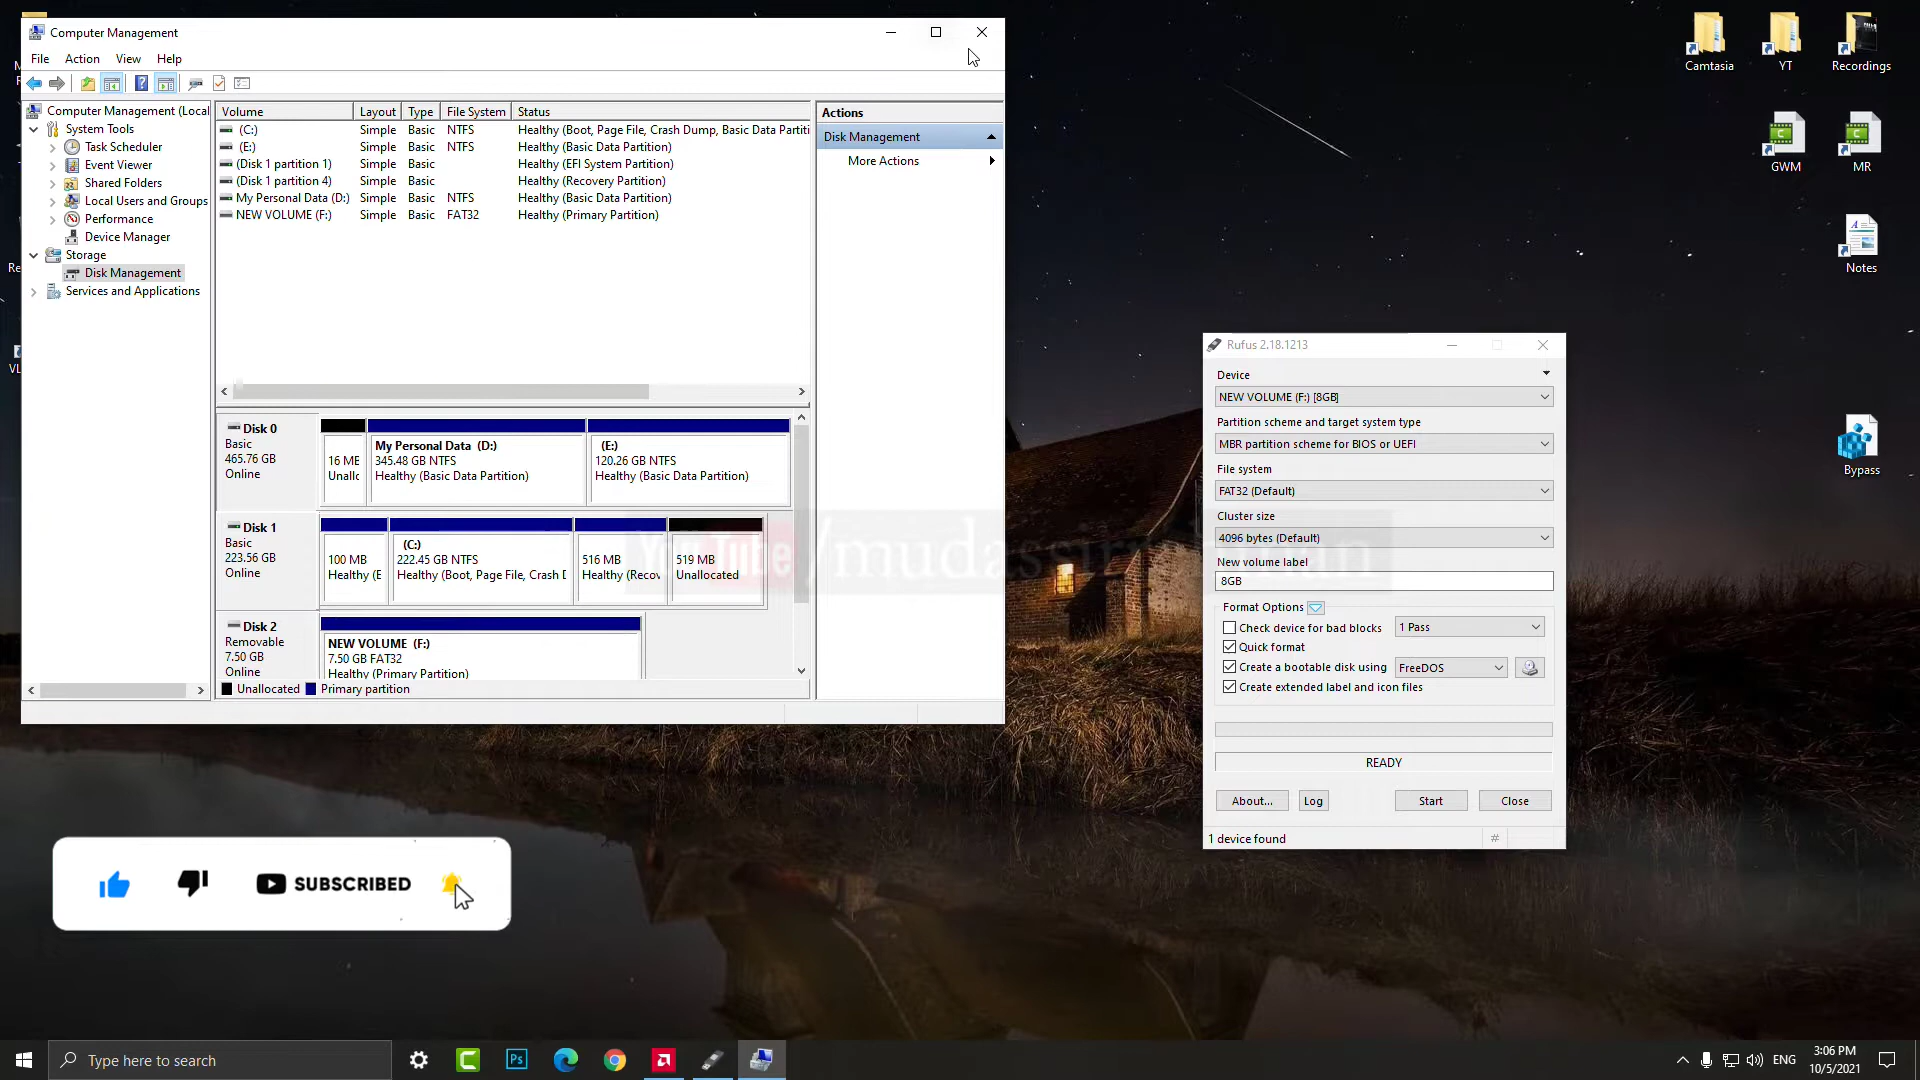 Computer Management
File Action View Help
Computer Management (Local
System Tools
Task Scheduler
Event Viewer
Shared Folders
Local Users and Groups
Performance
Device Manager
Storage
Disk Management
Services and Applications
Volume Layout Type File System Status
(C:) Simple Basic NTFS Healthy (Boot, Page File, Crash Dump, Basic Data Partiti
(E:) Simple Basic NTFS Healthy (Basic Data Partition)
(Disk 1 partition 1) Simple Basic Healthy (EFI System Partition)
(Disk 1 partition 4) Simple Basic Healthy (Recovery Partition)
My Personal Data (D:) Simple Basic NTFS Healthy (Basic Data Partition)
NEW VOLUME (F:) Simple Basic FAT32 Healthy (Primary Partition)
Actions
Disk Management
More Actions
Disk 0
Basic
465.76 GB
Online
16 ME
Unallc
My Personal Data (D:)
345.48 GB NTFS
Healthy (Basic Data Partition)
(E:)
120.26 GB NTFS
Healthy (Basic Data Partition)
Disk 1
Basic
223.56 GB
Online
100 MB
Healthy (E
(C:)
222.45 GB NTFS
Healthy (Boot, Page File, Crash D
516 MB
Healthy (Recov
519 MB
Unallocated
Disk 2
Removable
7.50 GB
Online
NEW VOLUME (F:)
7.50 GB FAT32
Healthy (Primary Partition)
Unallocated Primary partition
Camtasia
YT
Recordings
GWM
MR
Notes
Bypass
Rufus 2.18.1213
Device
NEW VOLUME (F:) [8GB]
Partition scheme and target system type
MBR partition scheme for BIOS or UEFI
File system
FAT32 (Default)
Cluster size
4096 bytes (Default)
New volume label
8GB
Format Options
Check device for bad blocks 1 Pass
Quick format
Create a bootable disk using FreeDOS
Create extended label and icon files
READY
About... Log Start Close
1 device found #
SUBSCRIBED
Type here to search
Ps
ENG
3:06 PM
10/5/2021